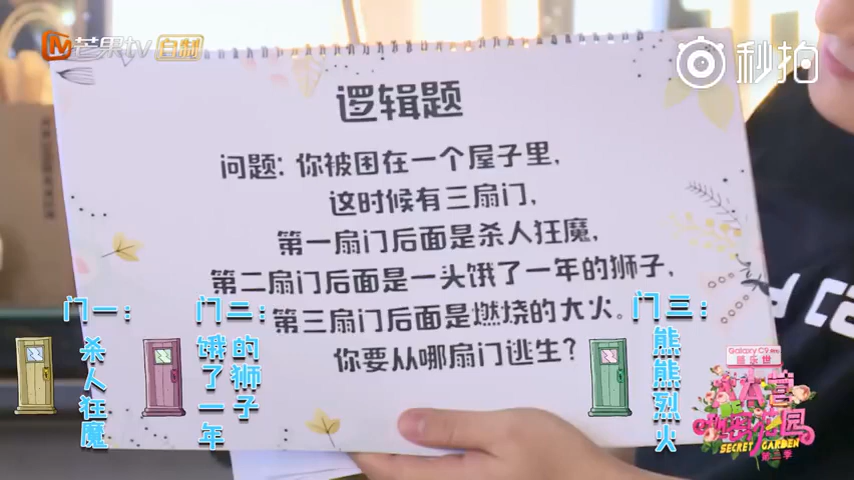 芒果tv 自制
秒拍
逻辑题
问题: 你被困在一个屋子里,
这时候有三扇门,
第一扇门后面是杀人狂魔,
第二扇门后面是一头饿了一年的狮子,
第三扇门后面是燃烧的大火。
你要从哪扇门逃生?
门一:
杀人狂魔
门二:
饿了一年
的狮子
门三:
熊熊烈火
Galaxy C9
SECRET GARDEN